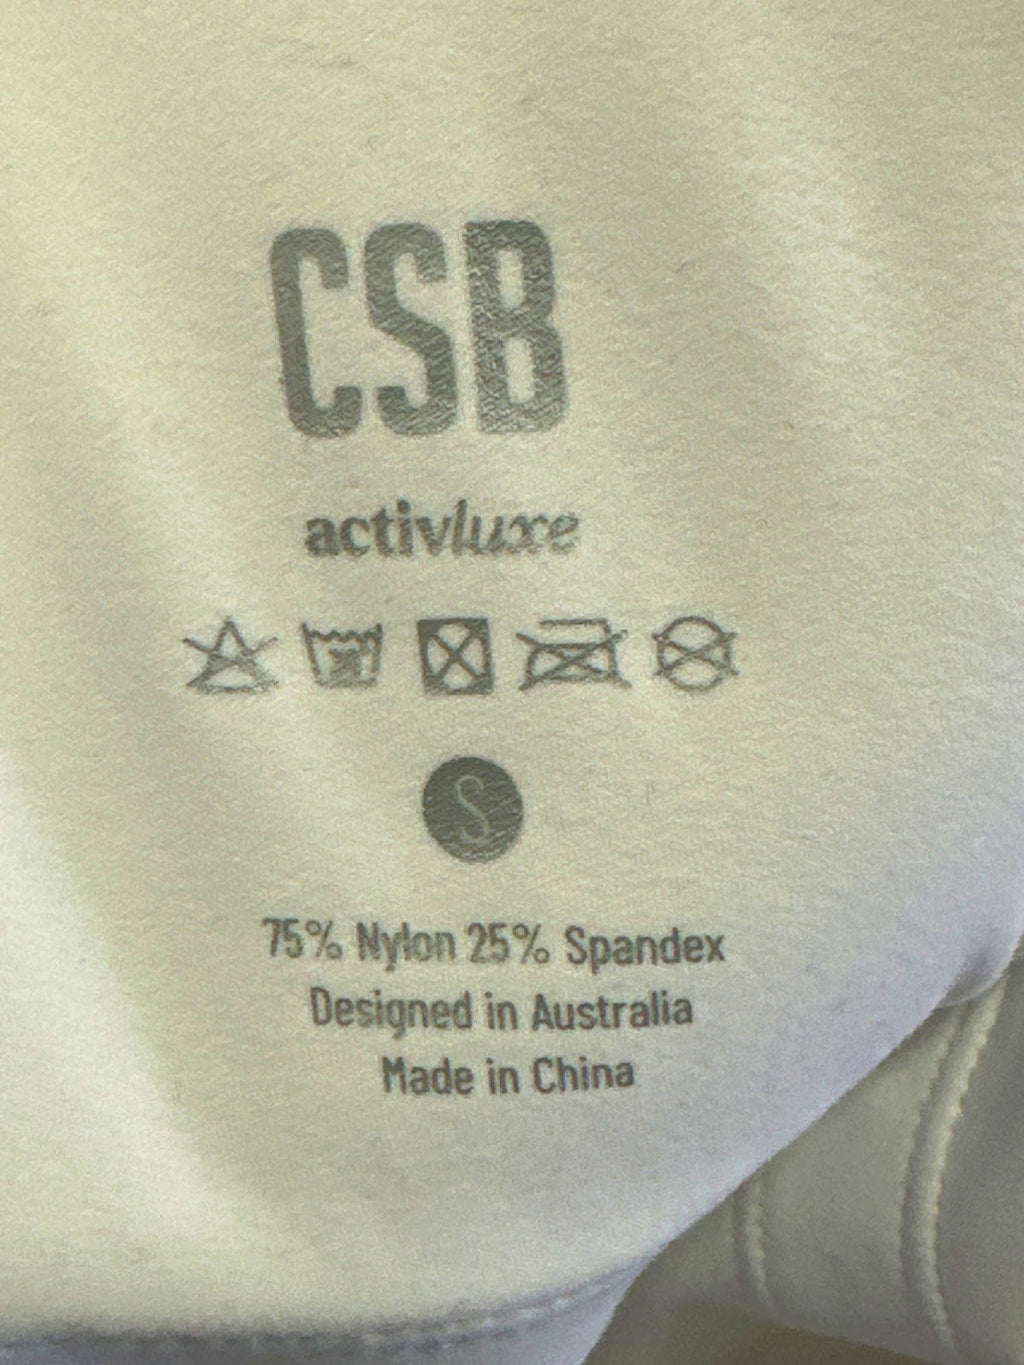 CSB
activluxe
S
75% Nylon 25% Spandex
Designed in Australia
Made in China